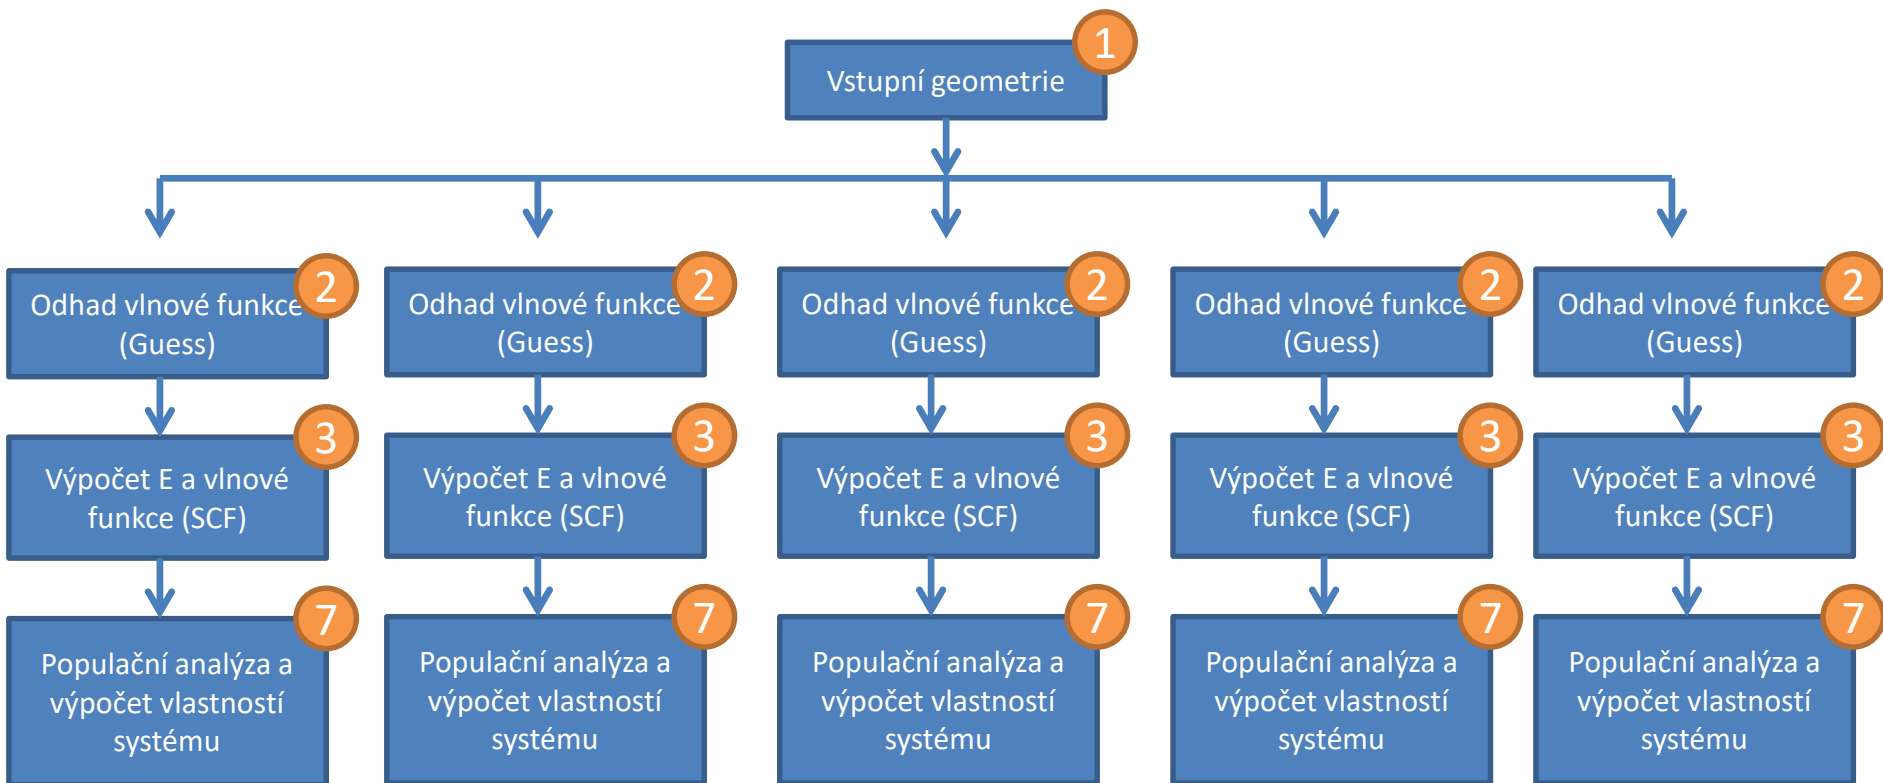 1
Vstupní geometrie
2
Odhad vlnové funkce
(Guess)
2
Odhad vlnové funkce
(Guess)
2
Odhad vlnové funkce
(Guess)
2
Odhad vlnové funkce
(Guess)
2
Odhad vlnové funkce
(Guess)
3
Výpočet E a vlnové
funkce (SCF)
3
Výpočet E a vlnové
funkce (SCF)
3
Výpočet E a vlnové
funkce (SCF)
3
Výpočet E a vlnové
funkce (SCF)
3
Výpočet E a vlnové
funkce (SCF)
7
Populační analýza a
výpočet vlastností
systému
7
Populační analýza a
výpočet vlastností
systému
7
Populační analýza a
výpočet vlastností
systému
7
Populační analýza a
výpočet vlastností
systému
7
Populační analýza a
výpočet vlastností
systému